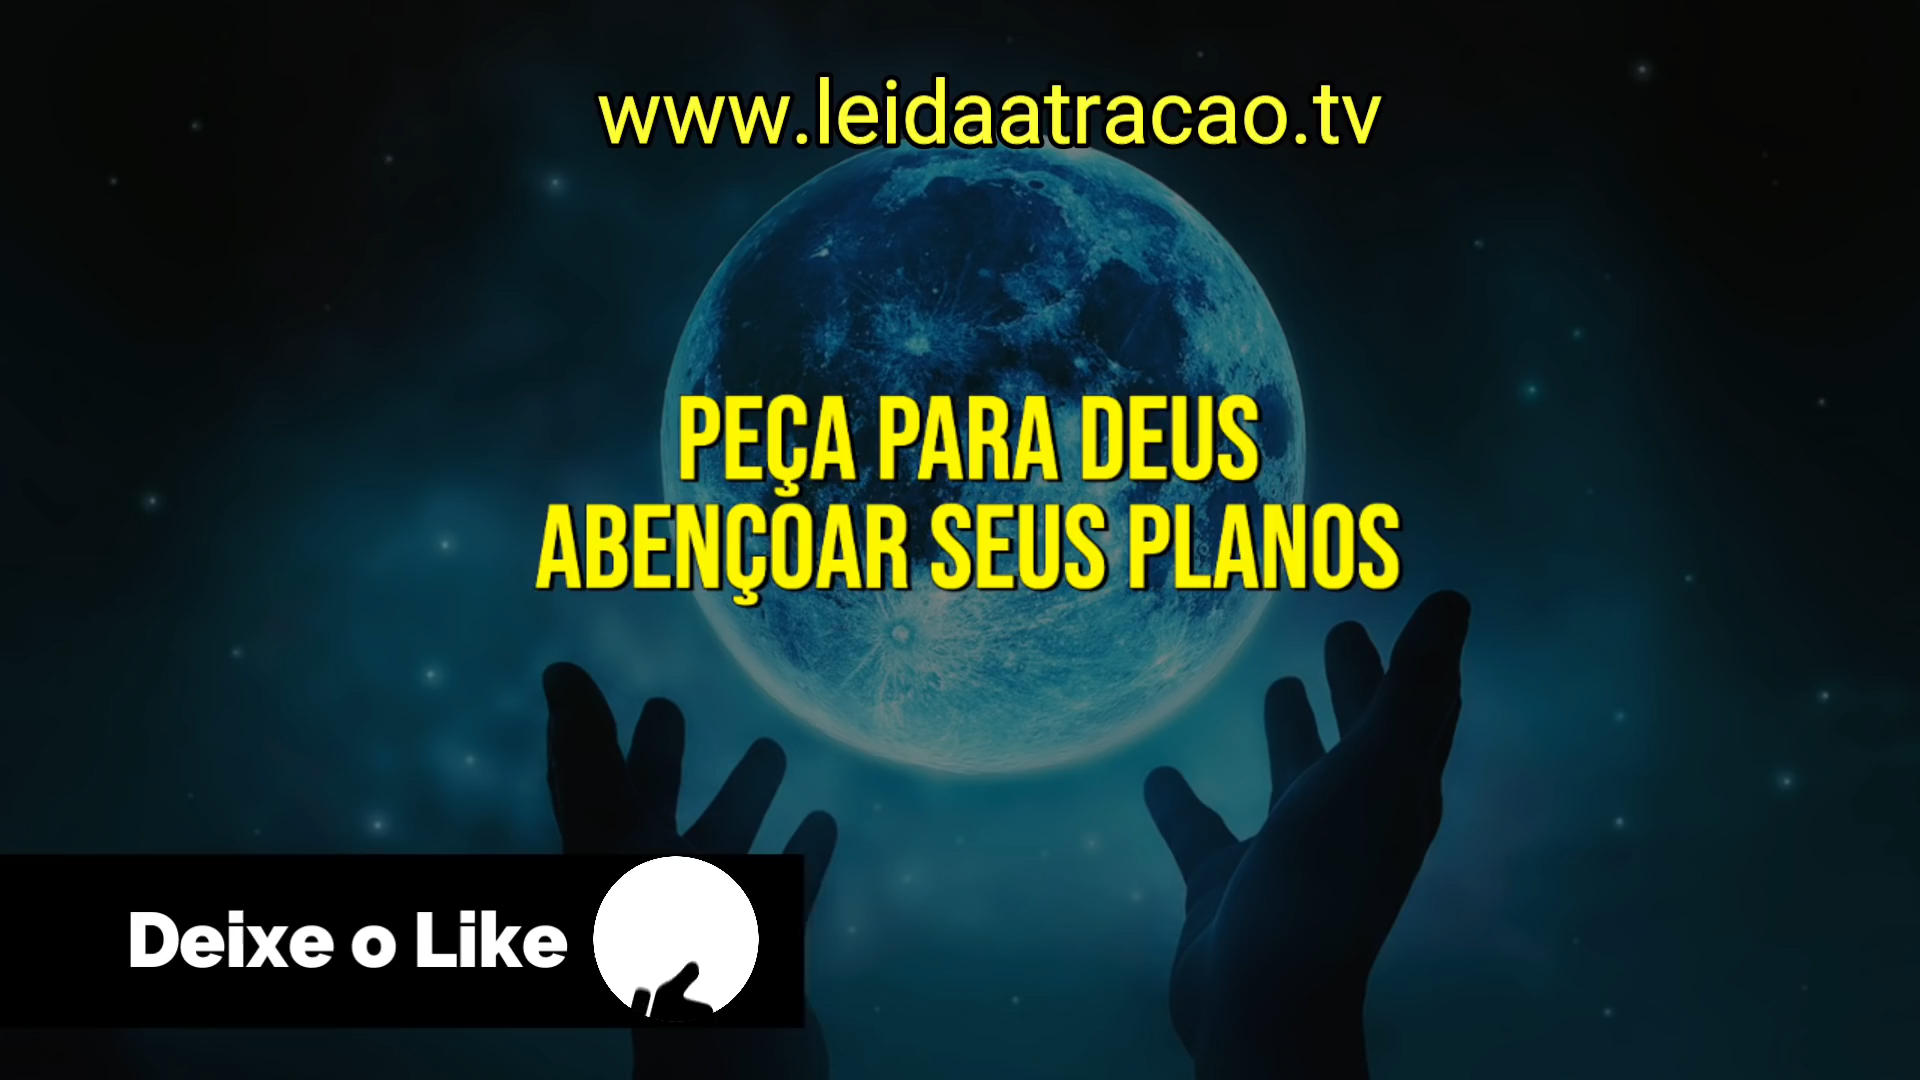 www.leidaatracao.tv
PEÇA PARA DEUS
ABENÇOAR SEUS PLANOS
Deixe o Like